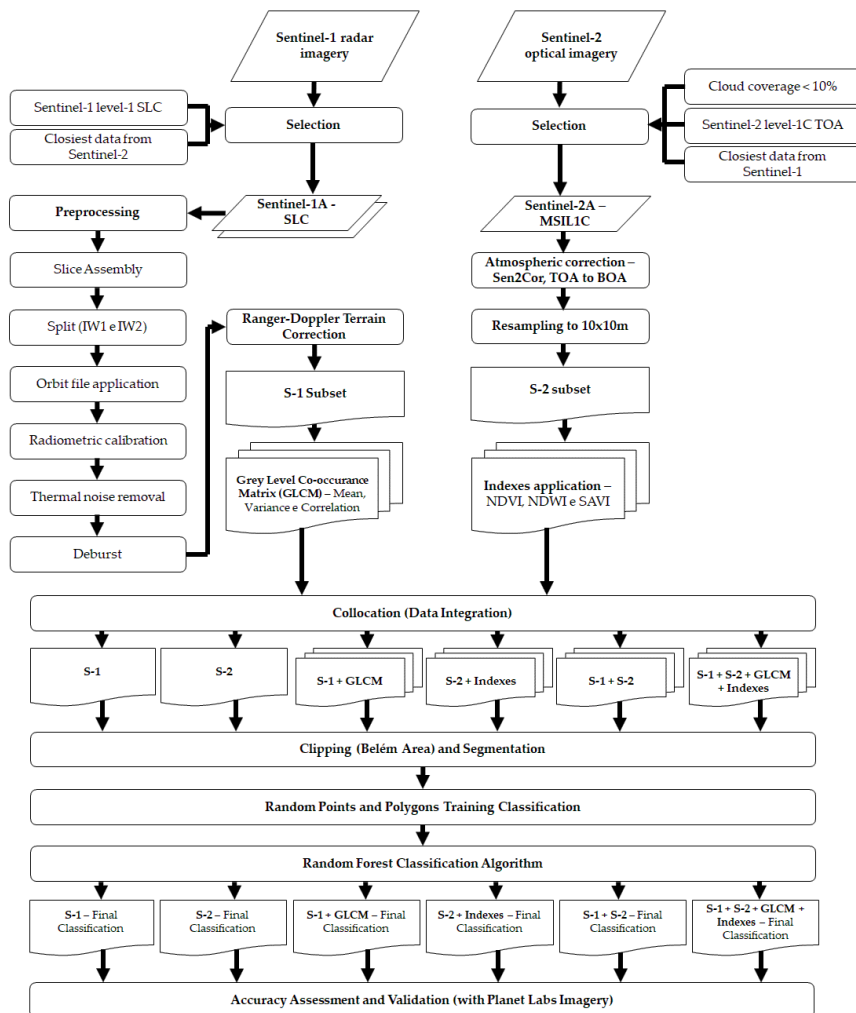 Sentinel-1 radar
imagery
Sentinel-2
optical imagery
Sentinel-1 level-1 SLC
Closiest data from
Sentinel-2
Selection
Selection
Cloud coverage < 10%
Sentinel-2 level-1C TOA
Closiest data from
Sentinel-1
Preprocessing
Sentinel-1A -
SLC
Sentinel-2A –
MSIL1C
Slice Assembly
Split (IW1 e IW2)
Orbit file application
Radiometric calibration
Thermal noise removal
Deburst
Ranger-Doppler Terrain
Correction
S-1 Subset
Grey Level Co-occurance
Matrix (GLCM) – Mean,
Variance e Correlation
Atmospheric correction –
Sen2Cor, TOA to BOA
Resampling to 10x10m
S-2 subset
Indexes application –
NDVI, NDWI e SAVI
Collocation (Data Integration)
S-1
S-2
S-1 + GLCM
S-2 + Indexes
S-1 + S-2
S-1 + S-2 + GLCM
+ Indexes
Clipping (Belém Area) and Segmentation
Random Points and Polygons Training Classification
Random Forest Classification Algorithm
S-1 – Final
Classification
S-2 – Final
Classification
S-1 + GLCM – Final
Classification
S-2 + Indexes – Final
Classification
S-1 + S-2 – Final
Classification
S-1 + S-2 + GLCM +
Indexes – Final
Classification
Accuracy Assessment and Validation (with Planet Labs Imagery)